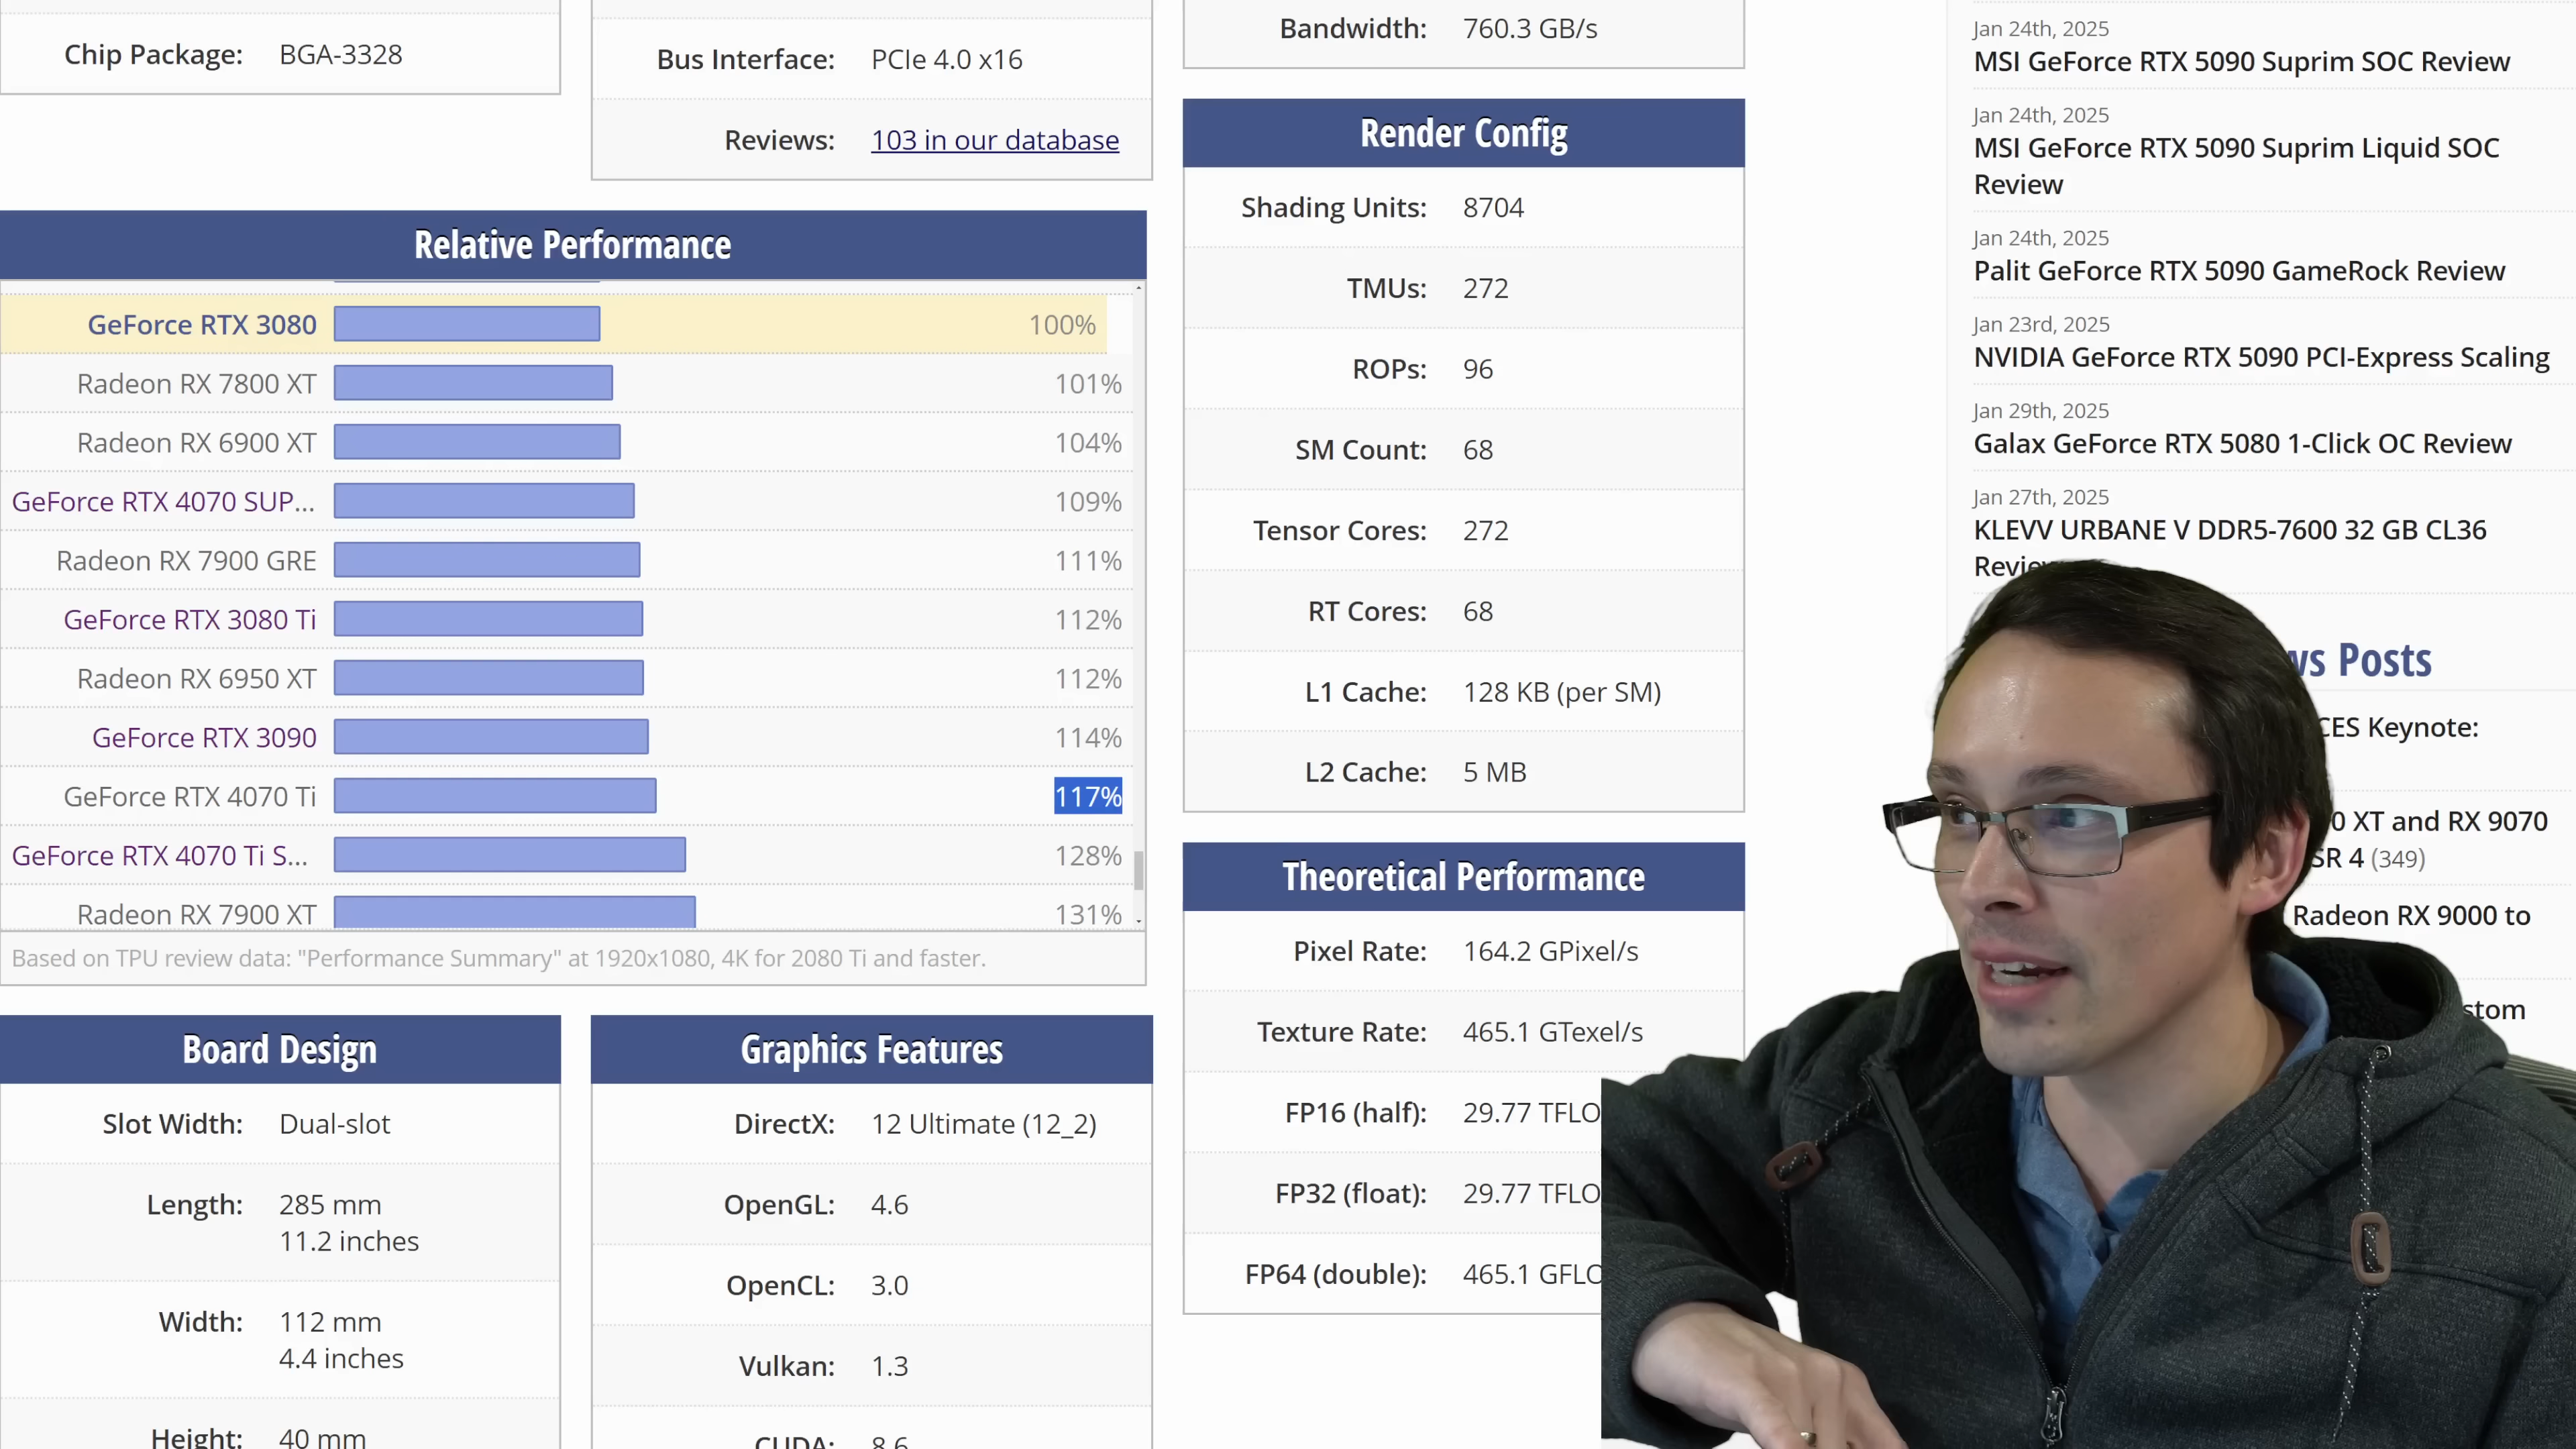 Chip Package: BGA-3328
Bus Interface: PCIe 4.0 x16
Reviews: 103 in our database
Bandwidth: 760.3 GB/s
Relative Performance
GeForce RTX 3080 100%
Radeon RX 7800 XT 101%
Radeon RX 6900 XT 104%
GeForce RTX 4070 SUP... 109%
Radeon RX 7900 GRE 111%
GeForce RTX 3080 Ti 112%
Radeon RX 6950 XT 112%
GeForce RTX 3090 114%
GeForce RTX 4070 Ti 117%
GeForce RTX 4070 Ti S... 128%
Radeon RX 7900 XT 131%
Based on TPU review data: "Performance Summary" at 1920x1080, 4K for 2080 Ti and faster.
Board Design
Slot Width: Dual-slot
Length: 285 mm
11.2 inches
Width: 112 mm
4.4 inches
Height: 40 mm
Graphics Features
DirectX: 12 Ultimate (12_2)
OpenGL: 4.6
OpenCL: 3.0
Vulkan: 1.3
CUDA: 8.6
Render Config
Shading Units: 8704
TMUs: 272
ROPs: 96
SM Count: 68
Tensor Cores: 272
RT Cores: 68
L1 Cache: 128 KB (per SM)
L2 Cache: 5 MB
Theoretical Performance
Pixel Rate: 164.2 GPixel/s
Texture Rate: 465.1 GTexel/s
FP16 (half): 29.77 TFLO
FP32 (float): 29.77 TFLO
FP64 (double): 465.1 GFLO
Jan 24th, 2025
MSI GeForce RTX 5090 Suprim SOC Review
Jan 24th, 2025
MSI GeForce RTX 5090 Suprim Liquid SOC
Review
Jan 24th, 2025
Palit GeForce RTX 5090 GameRock Review
Jan 23rd, 2025
NVIDIA GeForce RTX 5090 PCI-Express Scaling
Jan 29th, 2025
Galax GeForce RTX 5080 1-Click OC Review
Jan 27th, 2025
KLEVV URBANE V DDR5-7600 32 GB CL36
Review
ws Posts
CES Keynote:
0 XT and RX 9070
SR 4 (349)
Radeon RX 9000 to
stom